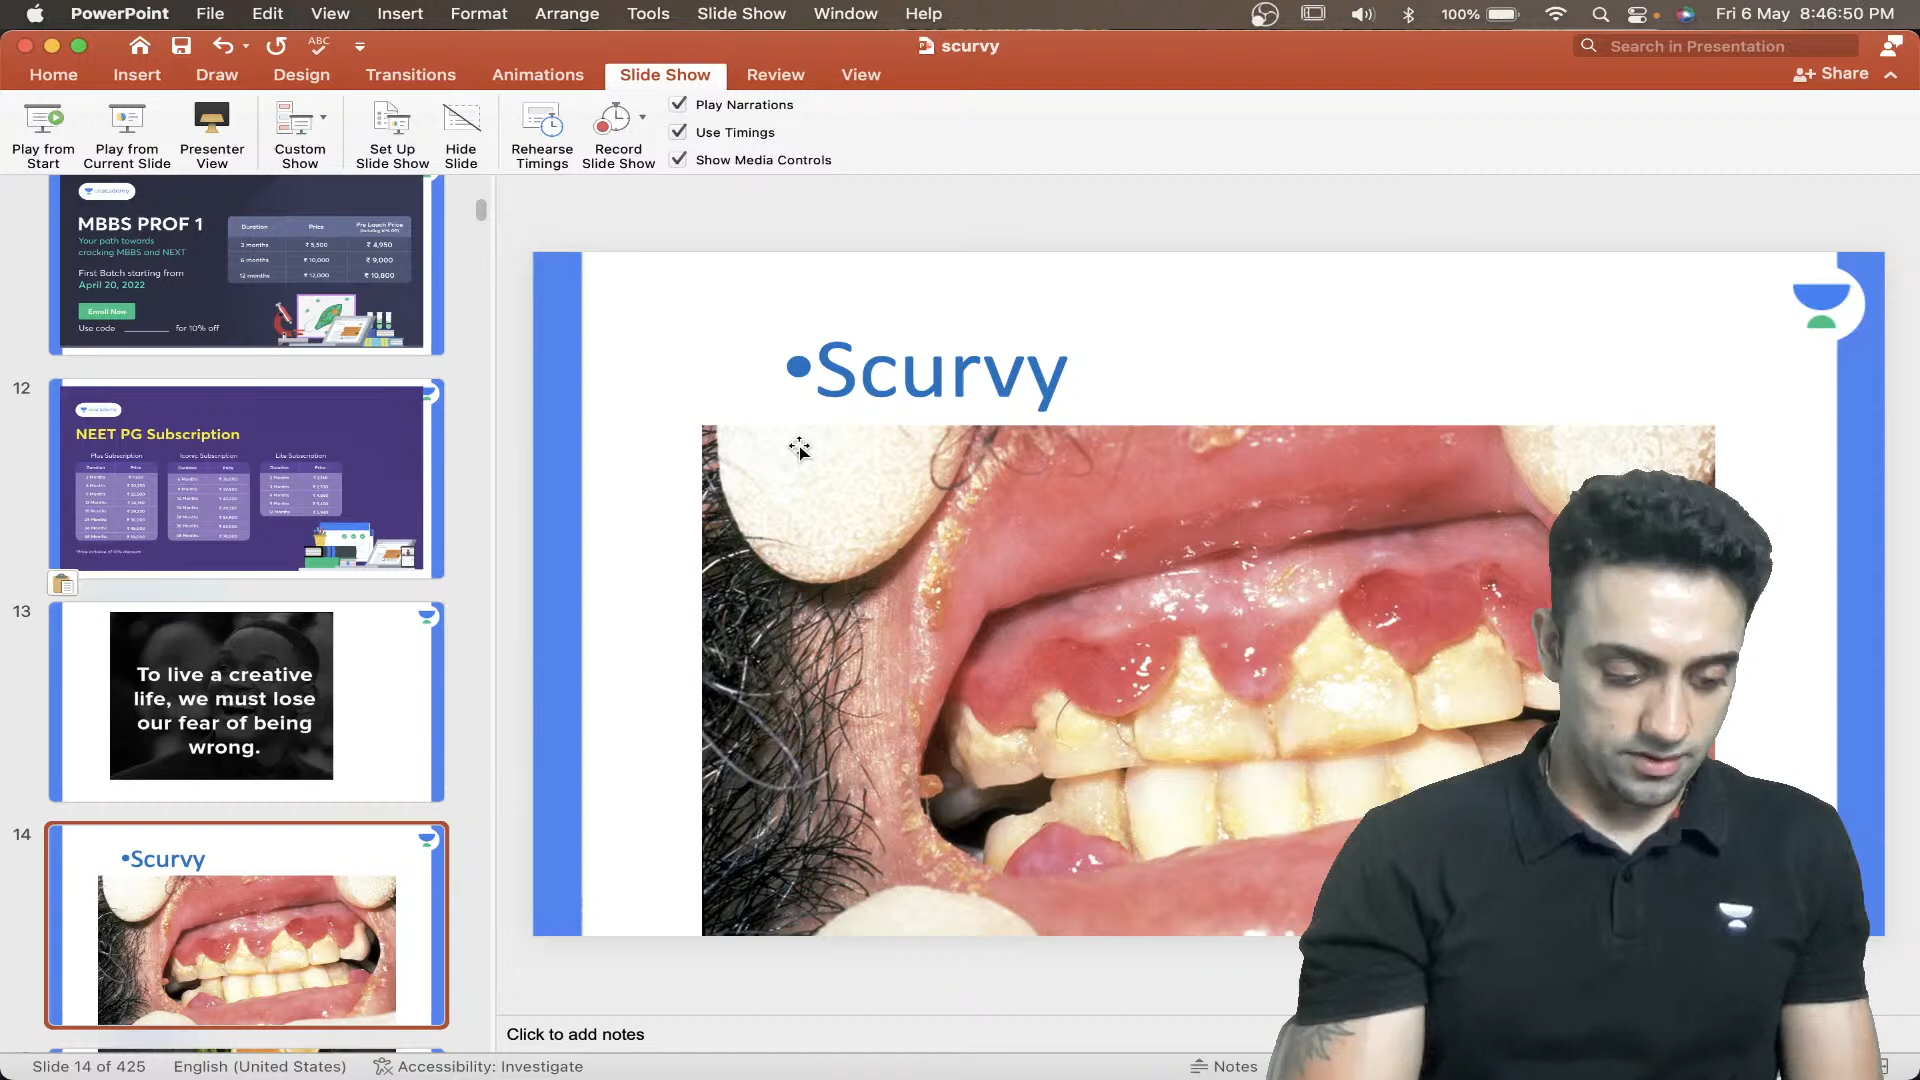 PowerPoint File Edit View Insert Format Arrange Tools Slide Show Window Help 100% Fri 6 May 8:46:50 PM
ABC
scurvy
Search in Presentation
Home Insert Draw Design Transitions Animations Slide Show Review View Share
Play from Start
Play from Current Slide
Presenter View
Custom Show
Set Up Slide Show
Hide Slide
Rehearse Timings
Record Slide Show
Play Narrations
Use Timings
Show Media Controls
unacademy
MBBS PROF 1
Your path towards
cracking MBBS and NEXT
First Batch starting from
April 20, 2022
Enroll Now
Use code ________ for 10% off
Duration Price Pre Launch Price
3 months ₹ 5,500 ₹ 4,950
6 months ₹ 10,000 ₹ 9,000
12 months ₹ 12,000 ₹ 10,800
12
NEET PG Subscription
Plus Subscription Iconic Subscription Lite Subscription
Duration Price Duration Price Duration Price
13
To live a creative
life, we must lose
our fear of being
wrong.
14
•Scurvy
•Scurvy
Click to add notes
Slide 14 of 425 English (United States) Accessibility: Investigate Notes